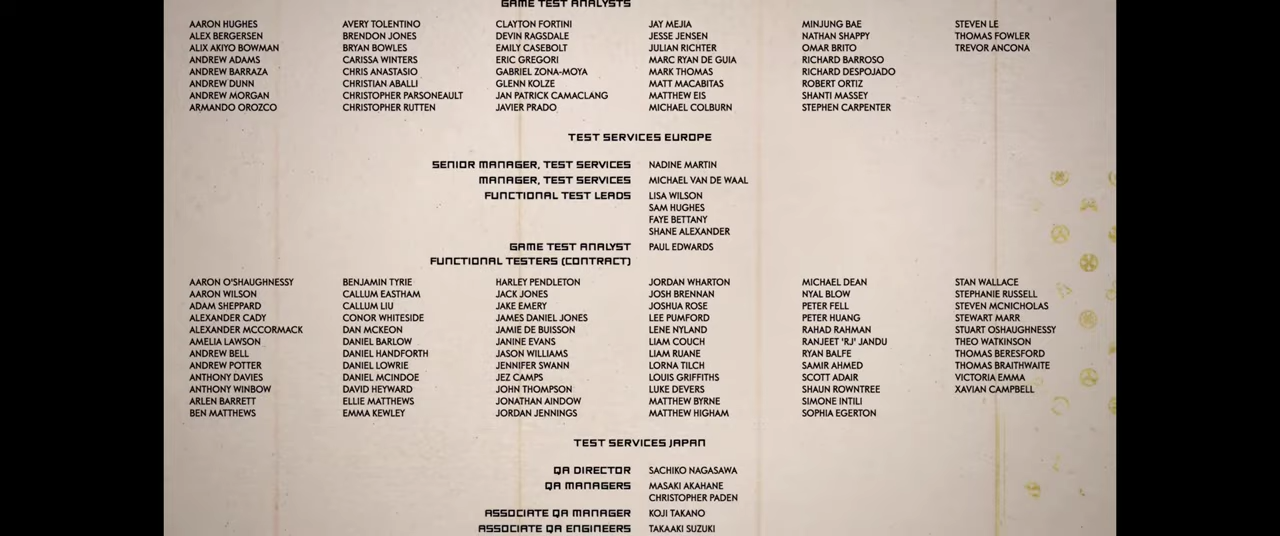 GAME TEST ANALYSTS
AARON HUGHES AVERY TOLENTINO CLAYTON FORTINI JAY MEJIA MINJUNG BAE STEVEN LE
ALEX BERGERSEN BRENDON JONES DEVIN RAGSDALE JESSE JENSEN NATHAN SHAPPY THOMAS FOWLER
ALIX AKIYO BOWMAN BRYAN BOWLES EMILY CASEBOLT JULIAN RICHTER OMAR BRITO TREVOR ANCONA
ANDREW ADAMS CARISSA WINTERS ERIC GREGORI MARC RYAN DE GUIA RICHARD BARROSO
ANDREW BARRAZA CHRIS ANASTASIO GABRIEL ZONA-MOYA MARK THOMAS RICHARD DESPOJADO
ANDREW DUNN CHRISTIAN ABALLI GLENN KOLZE MATT MACABITAS ROBERT ORTIZ
ANDREW MORGAN CHRISTOPHER PARSONEAULT JAN PATRICK CAMACLANG MATTHEW EIS SHANTI MASSEY
ARMANDO OROZCO CHRISTOPHER RUTTEN JAVIER PRADO MICHAEL COLBURN STEPHEN CARPENTER
TEST SERVICES EUROPE
SENIOR MANAGER, TEST SERVICES NADINE MARTIN
MANAGER, TEST SERVICES MICHAEL VAN DE WAAL
FUNCTIONAL TEST LEADS LISA WILSON
SAM HUGHES
FAYE BETTANY
SHANE ALEXANDER
GAME TEST ANALYST PAUL EDWARDS
FUNCTIONAL TESTERS (CONTRACT)
AARON O'SHAUGHNESSY BENJAMIN TYRIE HARLEY PENDLETON JORDAN WHARTON MICHAEL DEAN STAN WALLACE
AARON WILSON CALLUM EASTHAM JACK JONES JOSH BRENNAN NYAL BLOW STEPHANIE RUSSELL
ADAM SHEPPARD CALLUM LIU JAKE EMERY JOSHUA ROSE PETER FELL STEVEN MCNICHOLAS
ALEXANDER CADY CONOR WHITESIDE JAMES DANIEL JONES LEE PUMFORD PETER HUANG STEWART MARR
ALEXANDER MCCORMACK DAN MCKEON JAMIE DE BUISSON LENE NYLAND RAHAD RAHMAN STUART OSHAUGHNESSY
AMELIA LAWSON DANIEL BARLOW JANINE EVANS LIAM COUCH RANJEET 'RJ' JANDU THEO WATKINSON
ANDREW BELL DANIEL HANDFORTH JASON WILLIAMS LIAM RUANE RYAN BALFE THOMAS BERESFORD
ANDREW POTTER DANIEL LOWRIE JENNIFER SWANN LORNA TILCH SAMIR AHMED THOMAS BRAITHWAITE
ANTHONY DAVIES DANIEL MCINDOE JEZ CAMPS LOUIS GRIFFITHS SCOTT ADAIR VICTORIA EMMA
ANTHONY WINBOW DAVID HEYWARD JOHN THOMPSON LUKE DEVERS SHAUN ROWNTREE XAVIAN CAMPBELL
ARLEN BARRETT ELLIE MATTHEWS JONATHAN AINDOW MATTHEW BYRNE SIMONE INTILI
BEN MATTHEWS EMMA KEWLEY JORDAN JENNINGS MATTHEW HIGHAM SOPHIA EGERTON
TEST SERVICES JAPAN
QA DIRECTOR SACHIKO NAGASAWA
QA MANAGERS MASAKI AKAHANE
CHRISTOPHER PADEN
ASSOCIATE QA MANAGER KOJI TAKANO
ASSOCIATE QA ENGINEERS TAKAAKI SUZUKI